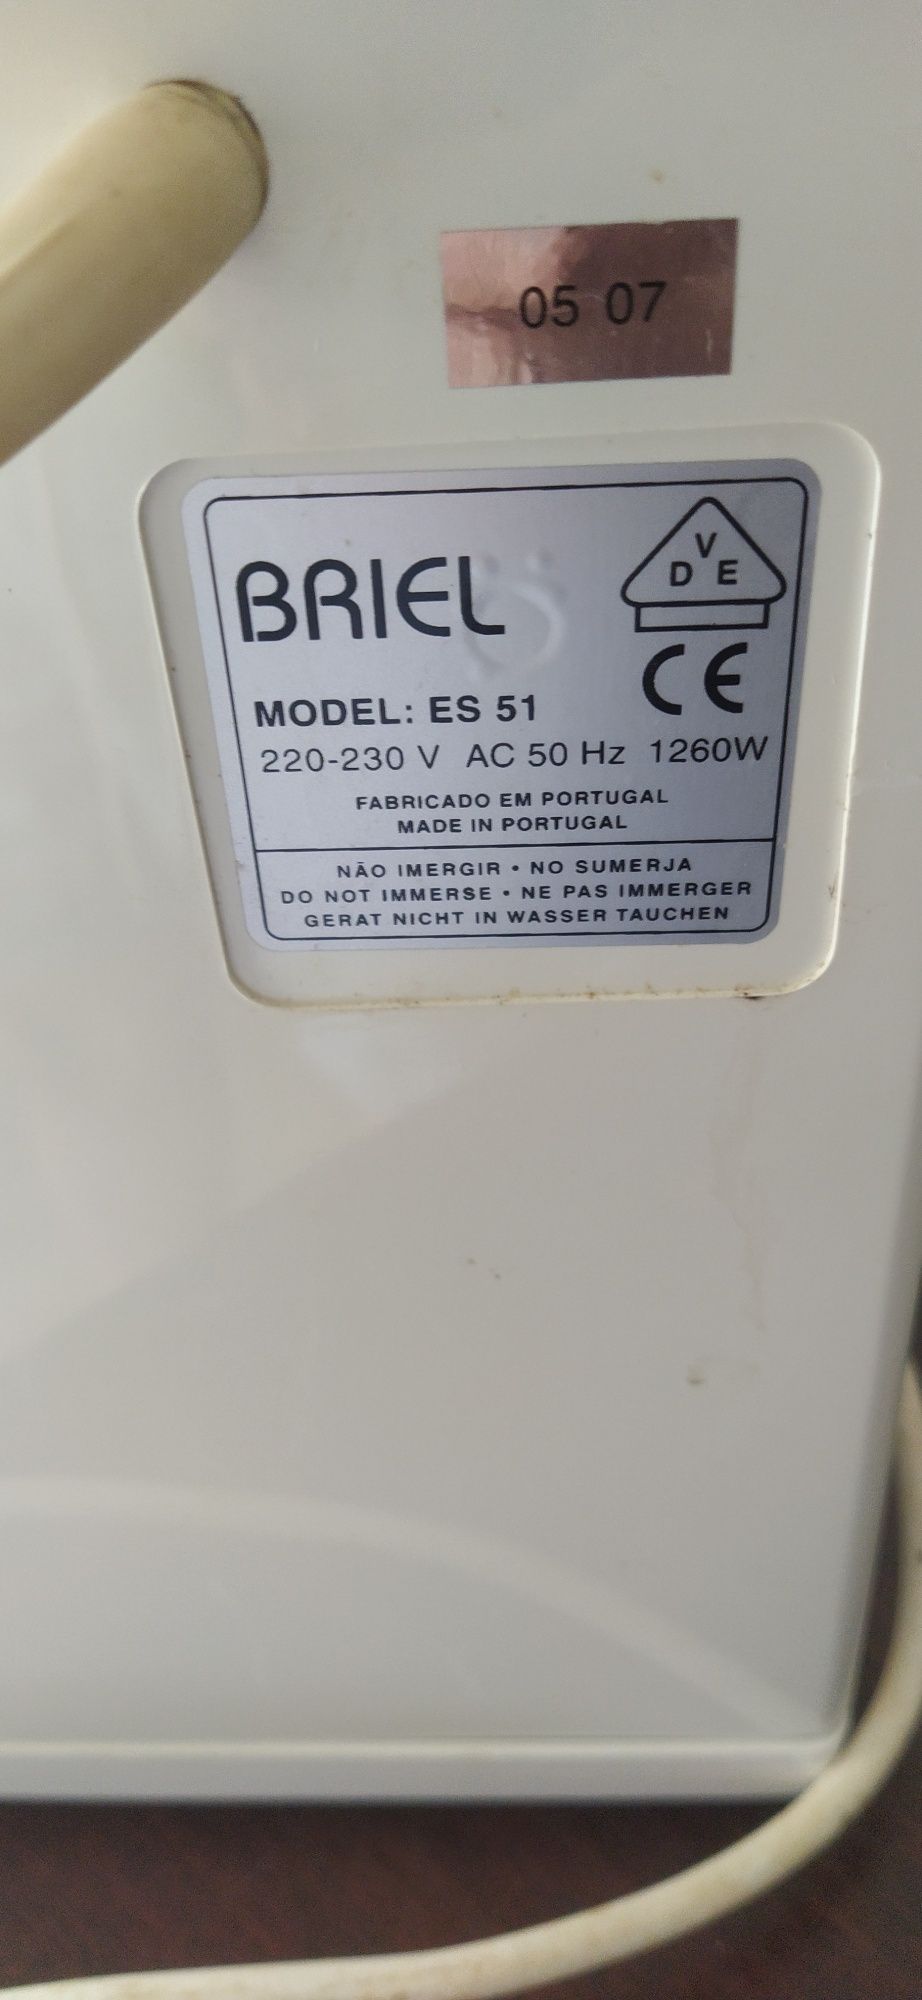 05 07
BRIEL
VDE
CE
MODEL: ES 51
220-230 V AC 50 Hz 1260W
FABRICADO EM PORTUGAL
MADE IN PORTUGAL
NÃO IMERGIR • NO SUMERJA
DO NOT IMMERSE • NE PAS IMMERGER
GERAT NICHT IN WASSER TAUCHEN